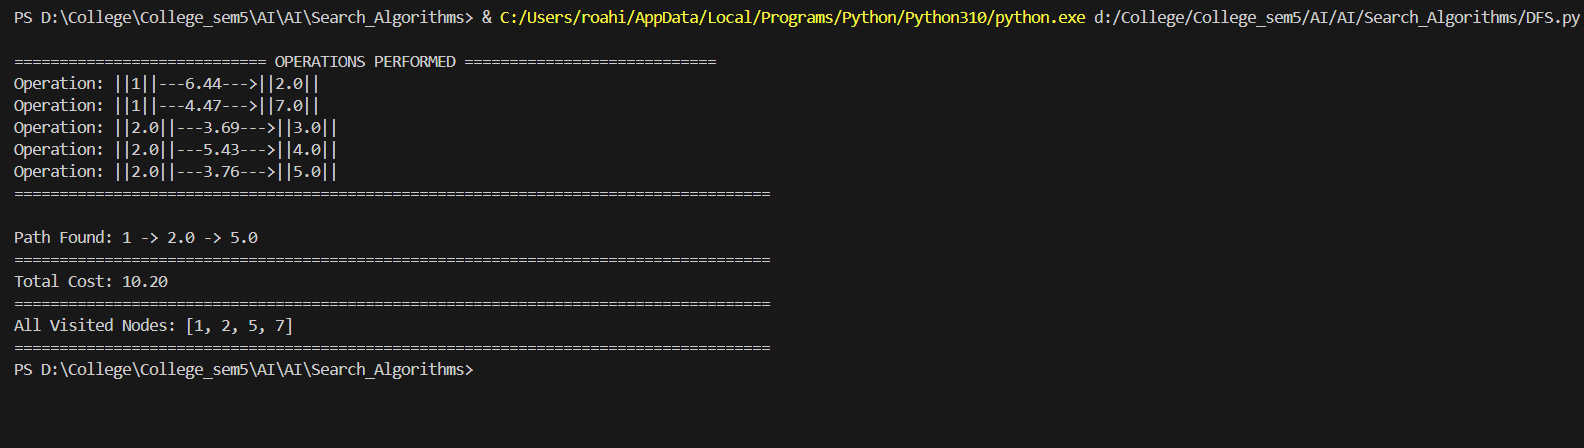 PS D:\College\College_sem5\AI\AI\Search_Algorithms> & C:/Users/roahi/AppData/Local/Programs/Python/Python310/python.exe d:/College/College_sem5/AI/AI/Search_Algorithms/DFS.py
============================ OPERATIONS PERFORMED ============================
Operation: ||1||---6.44--->||2.0||
Operation: ||1||---4.47--->||7.0||
Operation: ||2.0||---3.69--->||3.0||
Operation: ||2.0||---5.43--->||4.0||
Operation: ||2.0||---3.76--->||5.0||
====================================================================================
Path Found: 1 -> 2.0 -> 5.0
====================================================================================
Total Cost: 10.20
====================================================================================
All Visited Nodes: [1, 2, 5, 7]
====================================================================================
PS D:\College\College_sem5\AI\AI\Search_Algorithms>